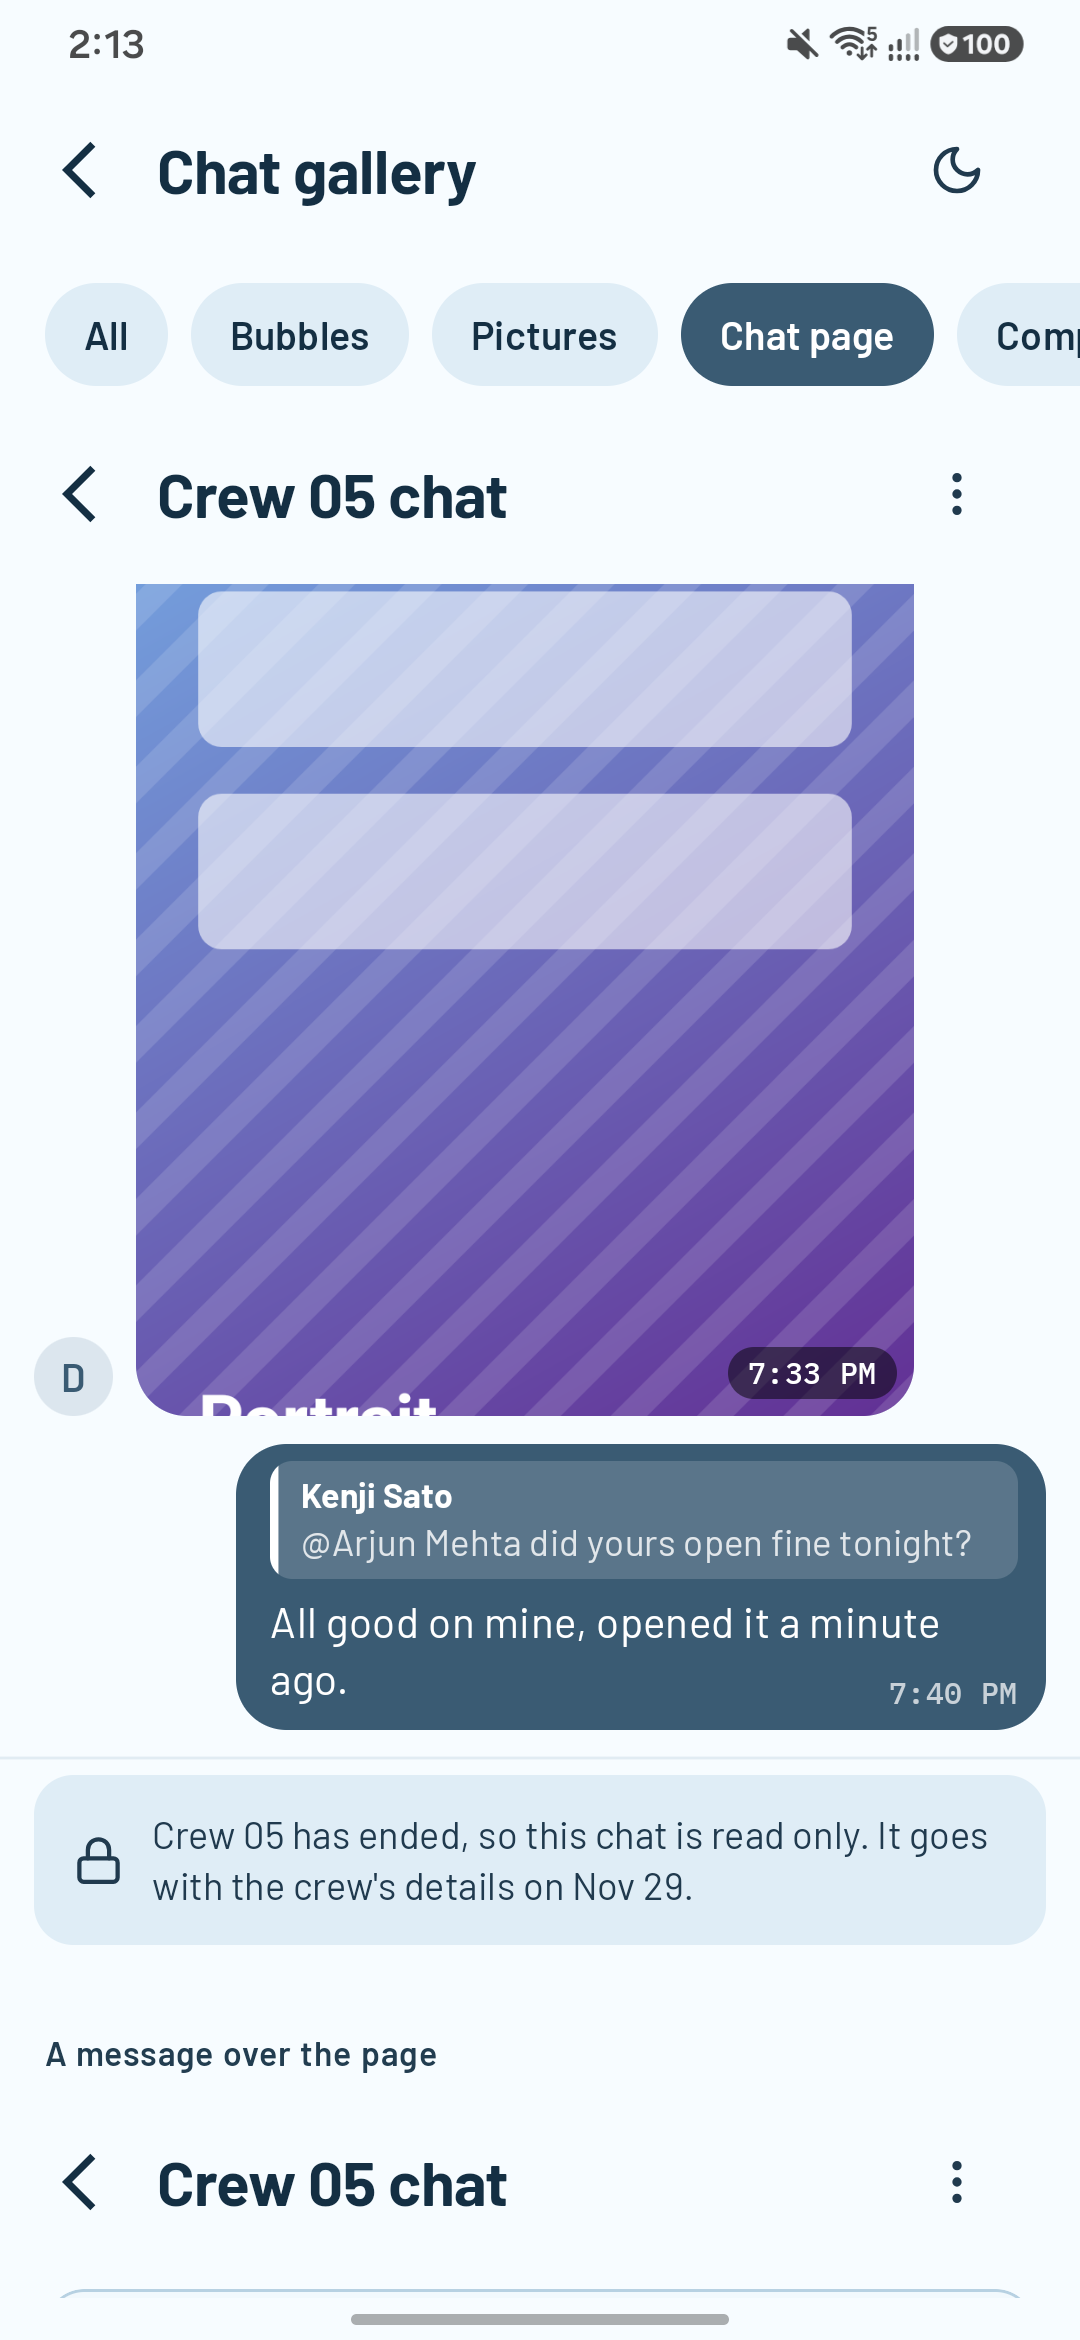 2:13
5
100
Chat gallery
All
Bubbles
Pictures
Chat page
Crew 05 chat
D
7:33 PM
Portrait
Kenji Sato
@Arjun Mehta did yours open fine tonight?
All good on mine, opened it a minute
ago.
7:40 PM
Crew 05 has ended, so this chat is read only. It goes
with the crew's details on Nov 29.
A message over the page
Crew 05 chat